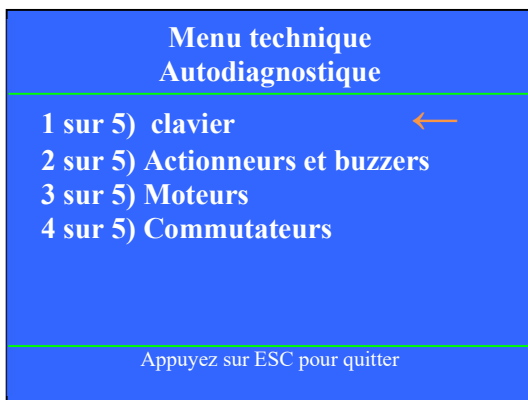 Menu technique
Autodiagnostique
1 sur 5) clavier
2 sur 5) Actionneurs et buzzers
3 sur 5) Moteurs
4 sur 5) Commutateurs
Appuyez sur ESC pour quitter